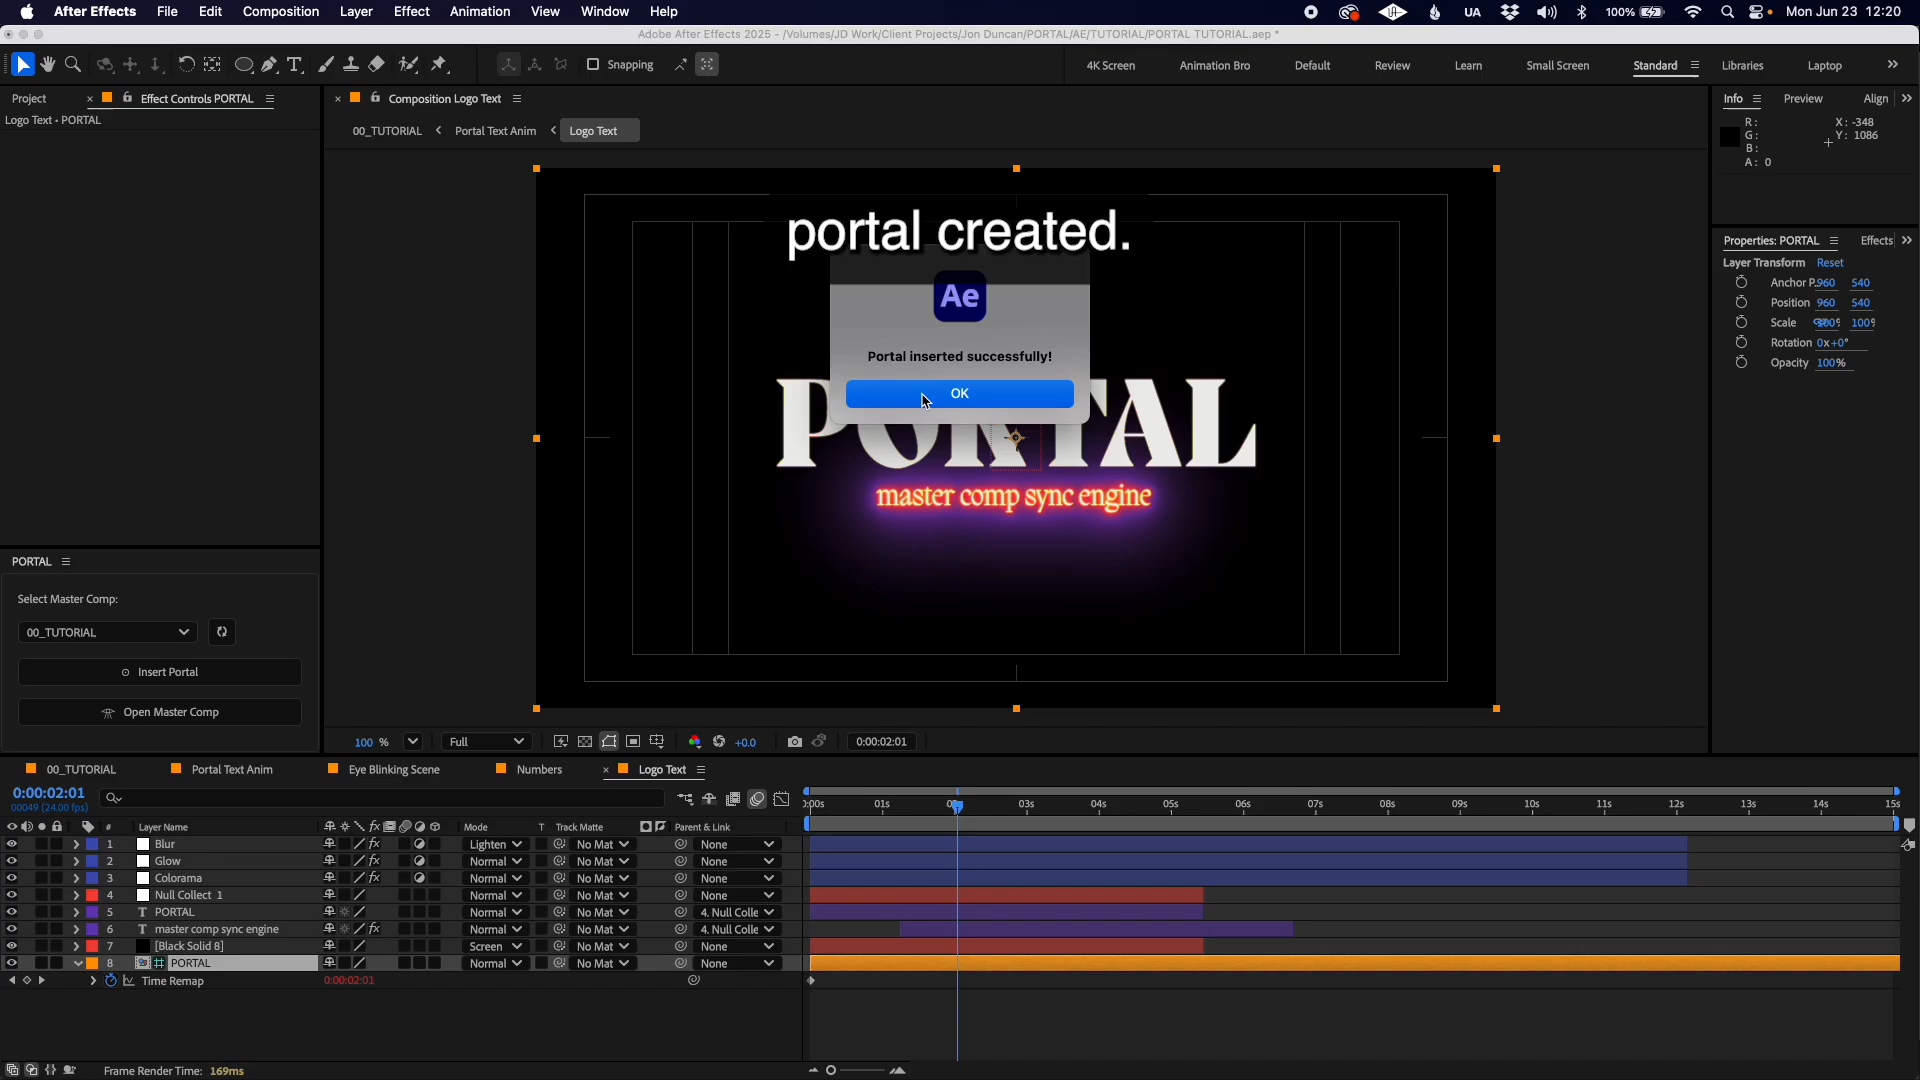 After Effects File Edit Composition Layer Effect Animation View Window Help UA 100% Mon Jun 23 12:20
Adobe After Effects 2025 - /Volumes/JD Work/Client Projects/Jon Duncan/PORTAL/AE/TUTORIAL/PORTAL TUTORIAL.aep *
Snapping 4K Screen Animation Bro Default Review Learn Small Screen Standard Libraries Laptop
Project Effect Controls PORTAL
Logo Text • PORTAL
Composition Logo Text
00_TUTORIAL Portal Text Anim Logo Text
portal created.
Ae
Portal inserted successfully!
OK
PORTAL
master comp sync engine
Info Preview Align
R: X: -348
G: Y: 1086
B:
A: 0
Properties: PORTAL Effects
Layer Transform Reset
Anchor P.. 960 540
Position 960 540
Scale 100% 100%
Rotation 0x+0°
Opacity 100%
PORTAL
Select Master Comp:
00_TUTORIAL
Insert Portal
Open Master Comp
100 % Full +0.0 0:00:02:01
00_TUTORIAL Portal Text Anim Eye Blinking Scene Numbers Logo Text
0:00:02:01
00049 (24.00 fps)
01s 03s 04s 05s 06s 07s 08s 09s 10s 11s 12s 13s 14s 15s
# Layer Name Mode T Track Matte Parent & Link
1 Blur Lighten No Mat None
2 Glow Normal No Mat None
3 Colorama Normal No Mat None
4 Null Collect 1 Normal No Mat None
5 T PORTAL Normal No Mat 4. Null Colle
6 T master comp sync engine Normal No Mat 4. Null Colle
7 [Black Solid 8] Screen No Mat None
8 PORTAL Normal No Mat None
Time Remap 0:00:02:01
Frame Render Time: 169ms